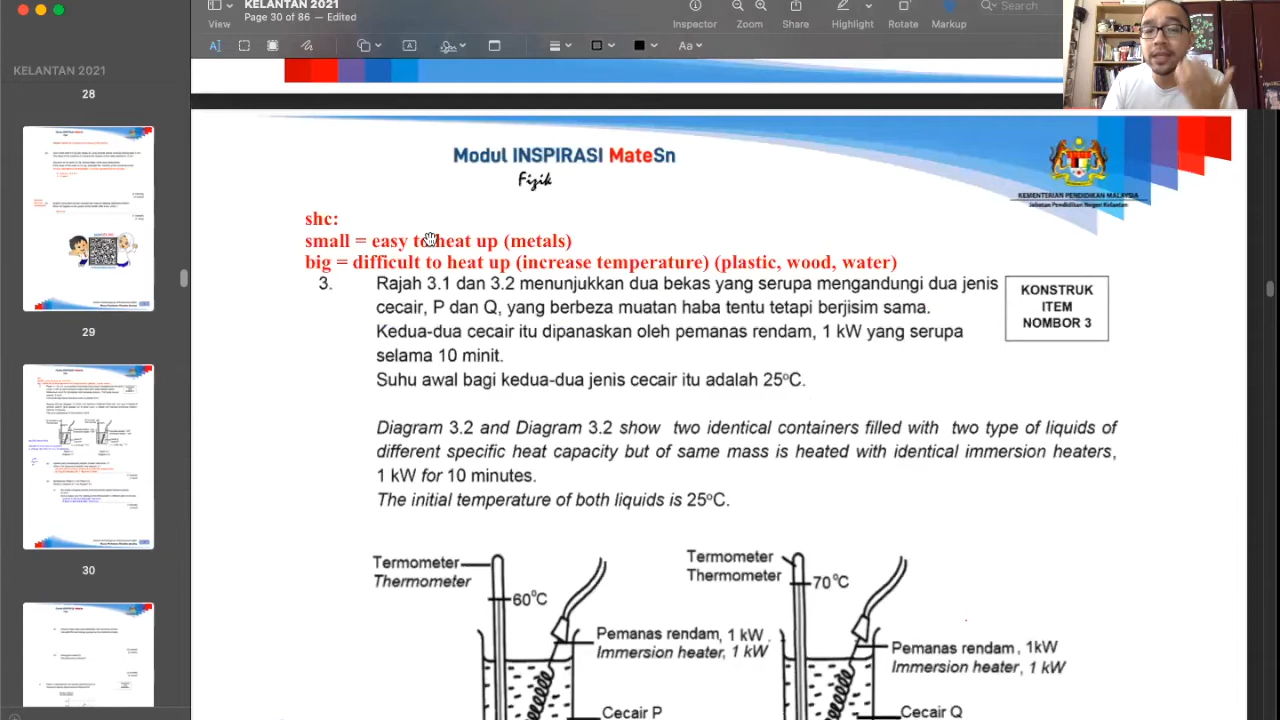 KELANTAN 2021
Page 30 of 86 – Edited
View
Inspector
Zoom
Share
Highlight
Rotate
Markup
Search
KELANTAN 2021
28
29
30
Fizik
KEMENTERIAN PENDIDIKAN MALAYSIA
Jabatan Pendidikan Negeri Kelantan
shc:
small = easy to heat up (metals)
big = difficult to heat up (increase temperature) (plastic, wood, water)
3. Rajah 3.1 dan 3.2 menunjukkan dua bekas yang serupa mengandungi dua jenis
cecair, P dan Q, yang berbeza muatan haba tentu tetapi berjisim sama.
Kedua-dua cecair itu dipanaskan oleh pemanas rendam, 1 kW yang serupa
selama 10 minit.
Suhu awal bagi kedua dua jenis cecair itu adalah 25°C.
KONSTRUK
ITEM
NOMBOR 3
Diagram 3.2 and Diagram 3.2 show two identical containers filled with two type of liquids of
different specific heat capacity but of same mass is heated with identical immersion heaters,
1 kW for 10 minutes.
The initial temperature of both liquids is 25°C.
Termometer
Thermometer
60°C
Pemanas rendam, 1 kW
Immersion heater, 1 kW
Cecair P
Termometer
Thermometer
70°C
Pemanas rendam, 1kW
Immersion heater, 1 kW
Cecair Q